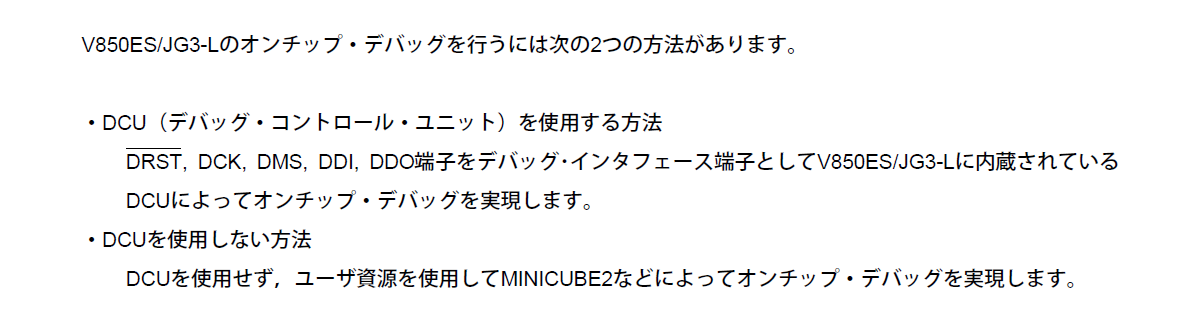 V850ES/JG3-Lのオンチップ・デバッグを行うには次の2つの方法があります。
・DCU（デバッグ・コントロール・ユニット）を使用する方法
DRST, DCK, DMS, DDI, DDO端子をデバッグ・インタフェース端子としてV850ES/JG3-Lに内蔵されている
DCUによってオンチップ・デバッグを実現します。
・DCUを使用しない方法
DCUを使用せず，ユーザ資源を使用してMINICUBE2などによってオンチップ・デバッグを実現します。